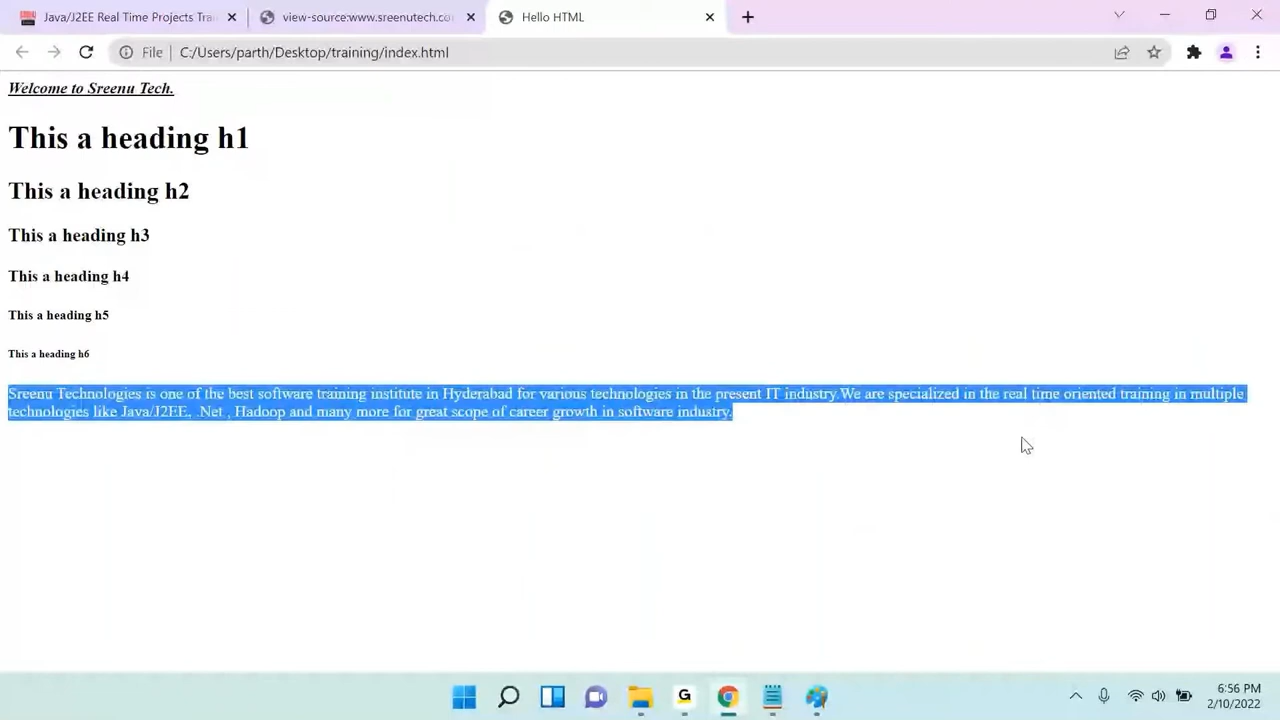 Java/J2EE Real Time Projects Trai
view-source:www.sreenutech.co
Hello HTML
File
C:/Users/parth/Desktop/training/index.html
Welcome to Sreenu Tech.
This a heading h1
This a heading h2
This a heading h3
This a heading h4
This a heading h5
This a heading h6
Sreenu Technologies is one of the best software training institute in Hyderabad for various technologies in the present IT industry.We are specialized in the real time oriented training in multiple
technologies like Java/J2EE, .Net , Hadoop and many more for great scope of career growth in software industry.
G
6:56 PM
2/10/2022